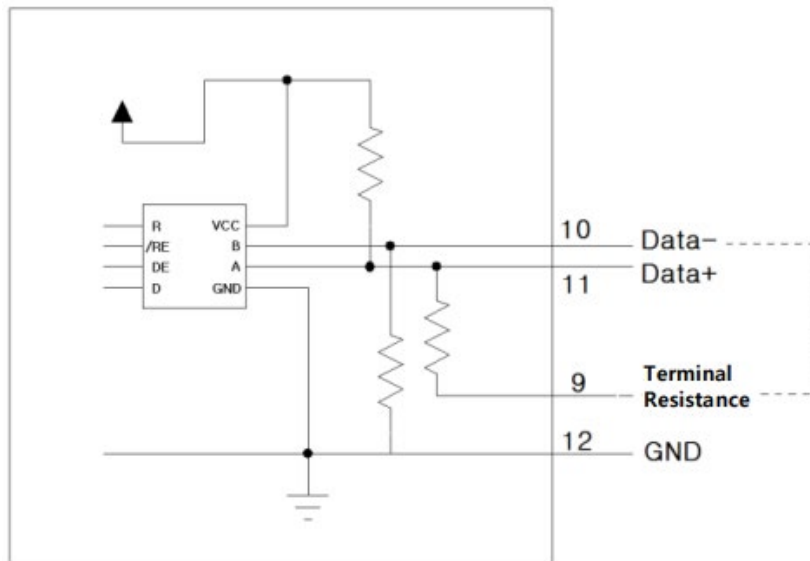 R VCC
/RE B
DE A
D GND
10
Data-
11
Data+
9
Terminal
Resistance
12
GND